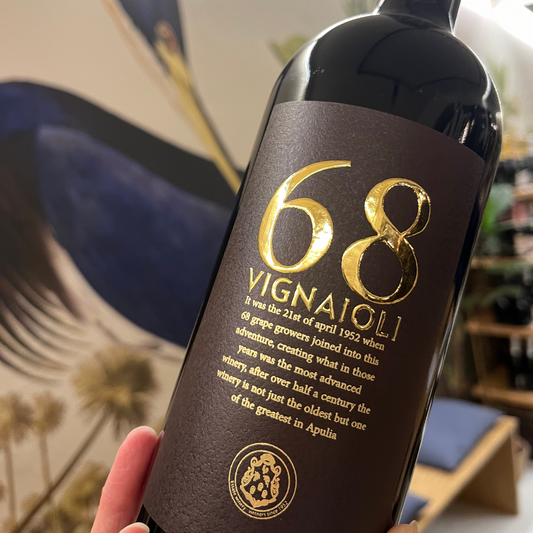 68
VIGNAIOLI
It was the 21st of april 1952 when
68 grape growers joined into this
adventure, creating what in those
years was the most advanced
winery, after over half a century the
winery is not just the oldest but one
of the greatest in Apulia